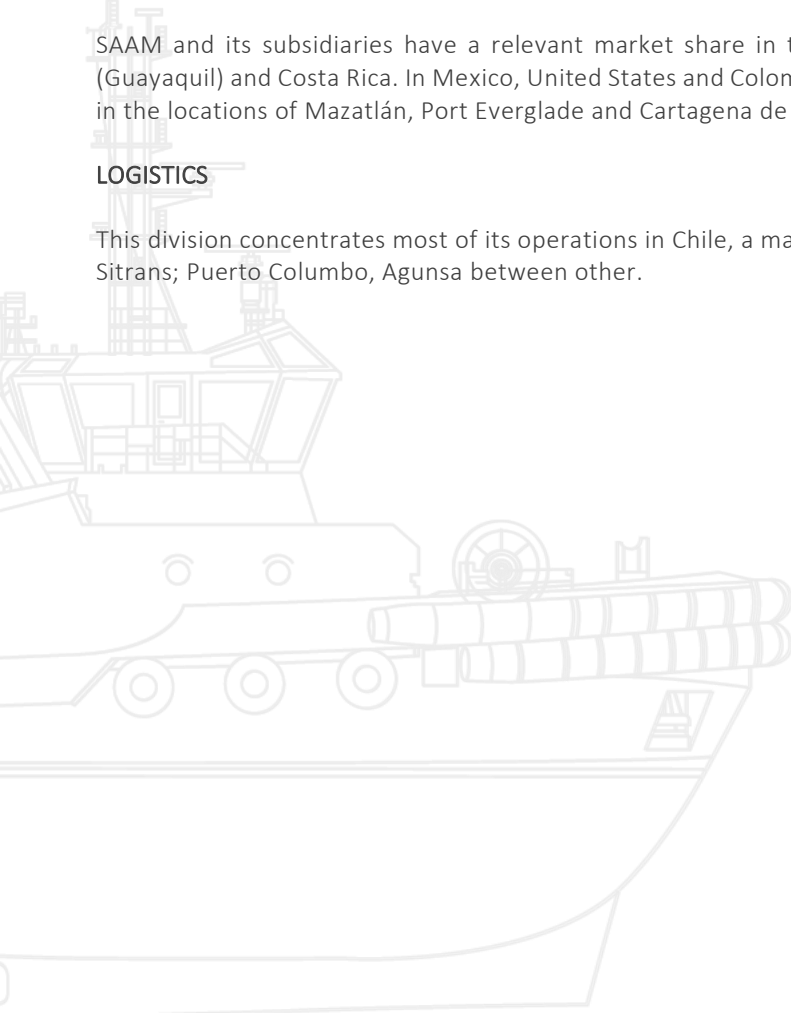 SAAM and its subsidiaries have a relevant market share in
(Guayaquil) and Costa Rica. In Mexico, United States and
in the locations of Mazatlán, Port Everglade and Cartagena de
LOGISTICS
This division concentrates most of its operations in Chile, a
Sitrans; Puerto Columbo, Agunsa between other.